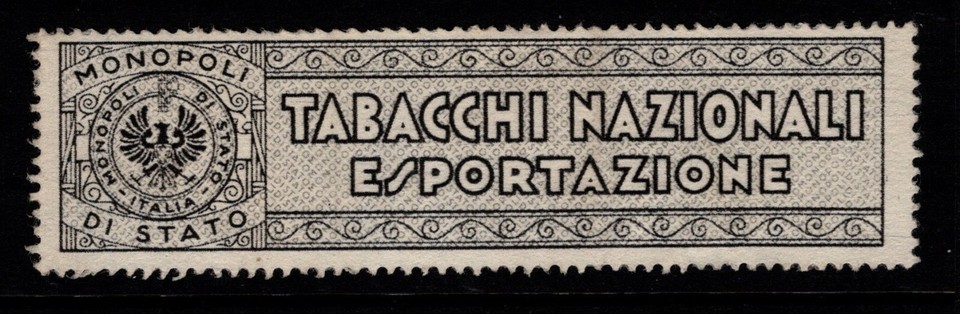 MONOPOLI
DI STATO
MONOPOLI DI STATO
- ITALIA -
TABACCHI NAZIONALI
ESPORTAZIONE